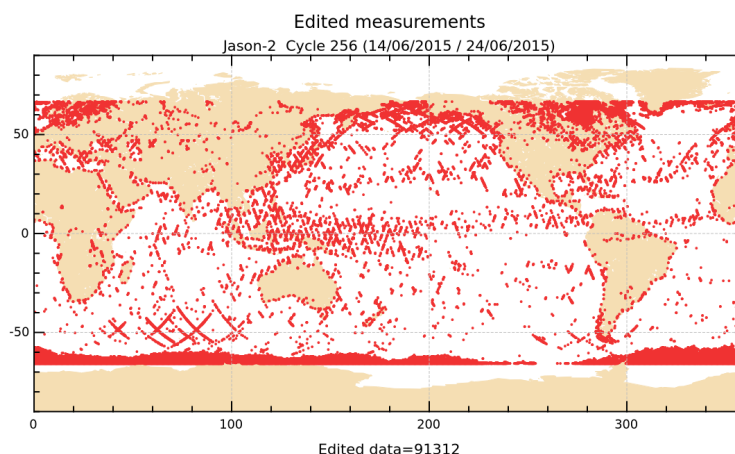 Edited measurements
Jason-2 Cycle 256 (14/06/2015 / 24/06/2015)
50
0
-50
0 100 200 300
Edited data=91312